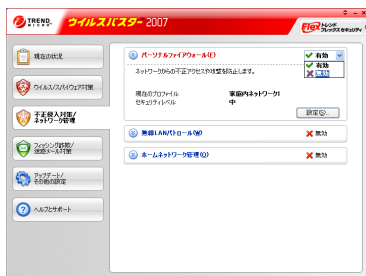 TREND MICRO ウイルスバスター 2007
Flex トレンド フレックス セキュリティ
現在の状況
パーソナルファイアウォール(E)
有効
有効
無効
ネットワークからの不正アクセスや攻撃を防止します。
ウイルス/スパイウェア対策
現在のプロファイル 家庭内ネットワーク1
セキュリティレベル 中
不正侵入対策/
ネットワーク管理
設定(S)...
無線LANパトロール(W)
無効
フィッシング詐欺/
迷惑メール対策
ホームネットワーク管理(O)
無効
アップデート/
その他の設定
ヘルプとサポート